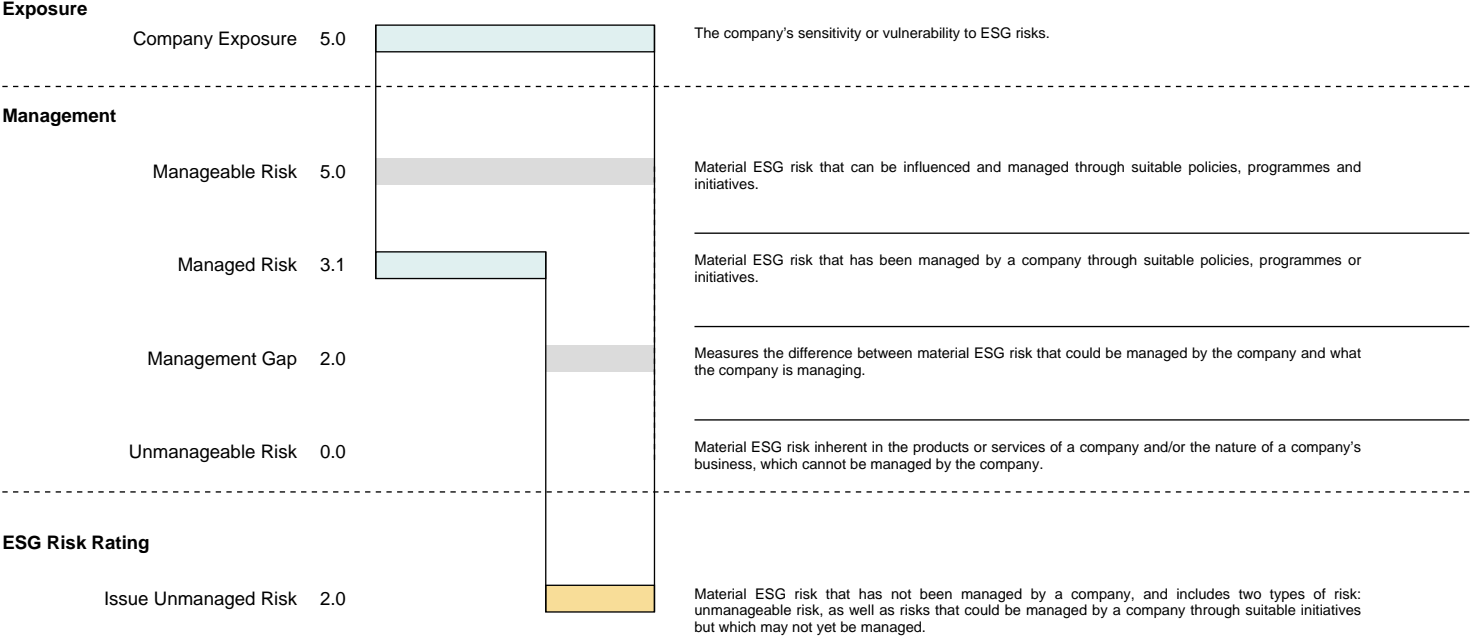 Exposure
Company Exposure 5.0
The company’s sensitivity or vulnerability to ESG risks.
Management
Manageable Risk 5.0
Material ESG risk that can be influenced and managed through suitable policies, programmes and
initiatives.
Managed Risk 3.1
Material ESG risk that has been managed by a company through suitable policies, programmes or
initiatives.
Management Gap 2.0
Measures the difference between material ESG risk that could be managed by the company and what
the company is managing.
Unmanageable Risk 0.0
Material ESG risk inherent in the products or services of a company and/or the nature of a company’s
business, which cannot be managed by the company.
ESG Risk Rating
Issue Unmanaged Risk 2.0
Material ESG risk that has not been managed by a company, and includes two types of risk:
unmanageable risk, as well as risks that could be managed by a company through suitable initiatives
but which may not yet be managed.